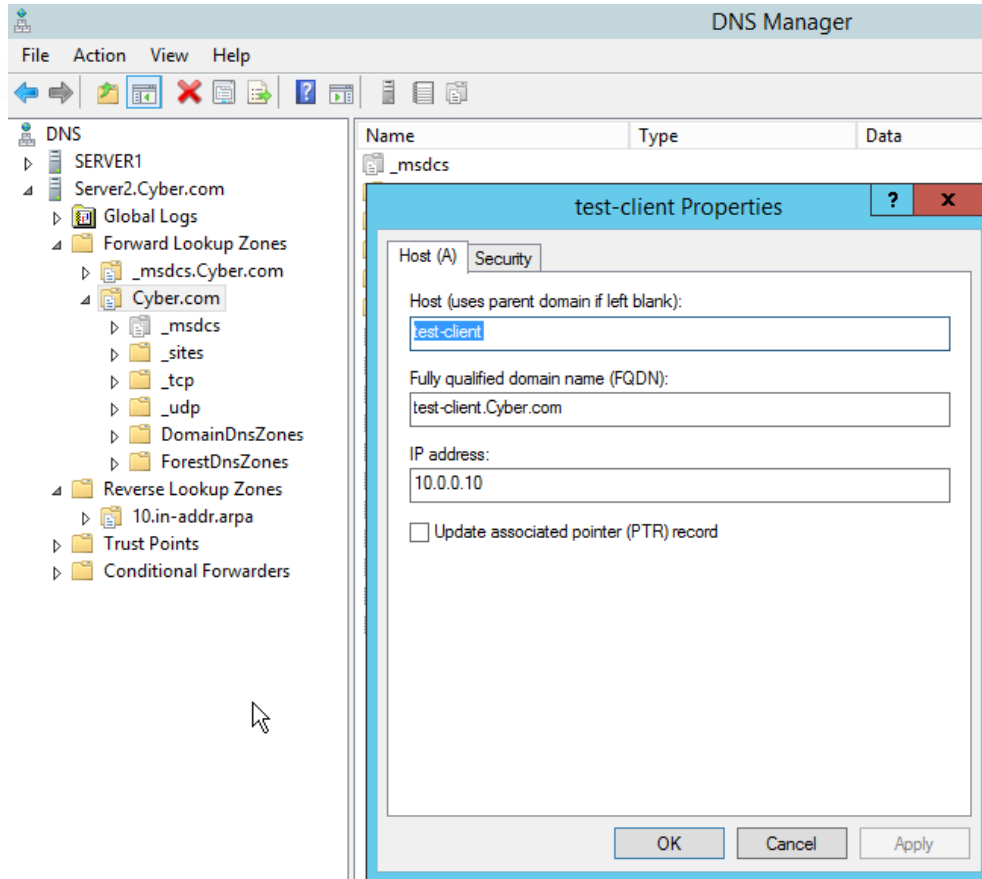 DNS Manager
File Action View Help
DNS
SERVER1
Server2.Cyber.com
Global Logs
Forward Lookup Zones
_msdcs.Cyber.com
Cyber.com
_msdcs
_sites
_tcp
_udp
DomainDnsZones
ForestDnsZones
Reverse Lookup Zones
10.in-addr.arpa
Trust Points
Conditional Forwarders
Name Type Data
_msdcs
test-client Properties
? x
Host (A) Security
Host (uses parent domain if left blank):
test-client
Fully qualified domain name (FQDN):
test-client.Cyber.com
IP address:
10.0.0.10
Update associated pointer (PTR) record
OK Cancel Apply